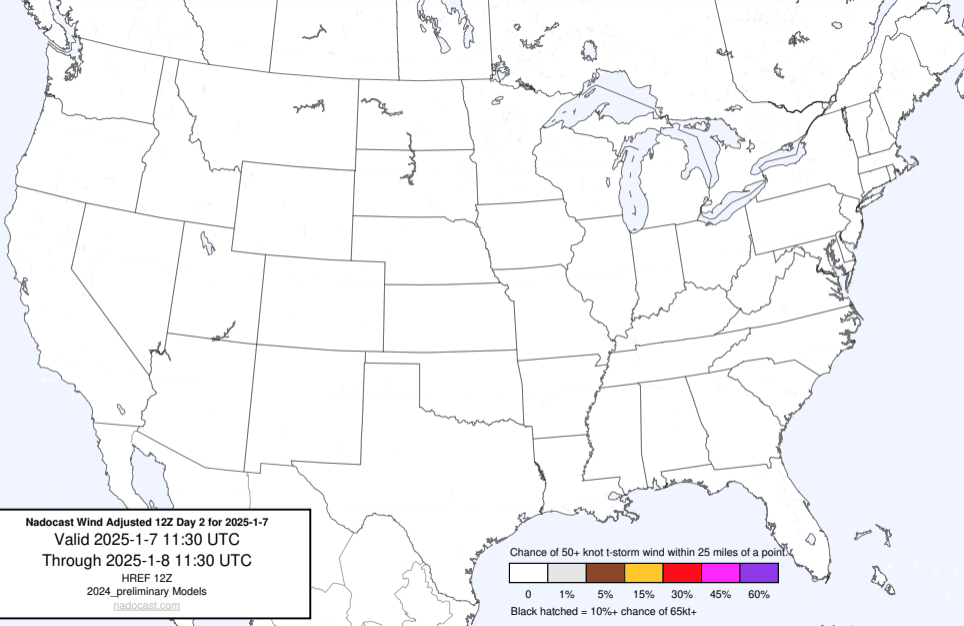 Nadocast Wind Adjusted 12Z Day 2 for 2025-1-7
Valid 2025-1-7 11:30 UTC
Through 2025-1-8 11:30 UTC
HREF 12Z
2024_preliminary Models
nadocast.com
Chance of 50+ knot t-storm wind within 25 miles of a point.
0 1% 5% 15% 30% 45% 60%
Black hatched = 10%+ chance of 65kt+